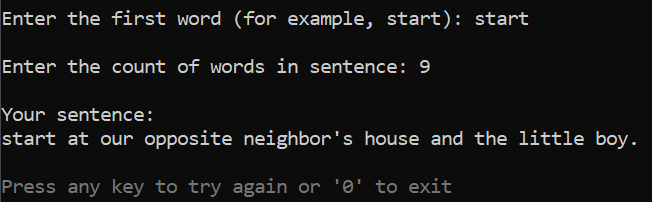 Enter the first word (for example, start): start
Enter the count of words in sentence: 9
Your sentence:
start at our opposite neighbor's house and the little boy.
Press any key to try again or '0' to exit